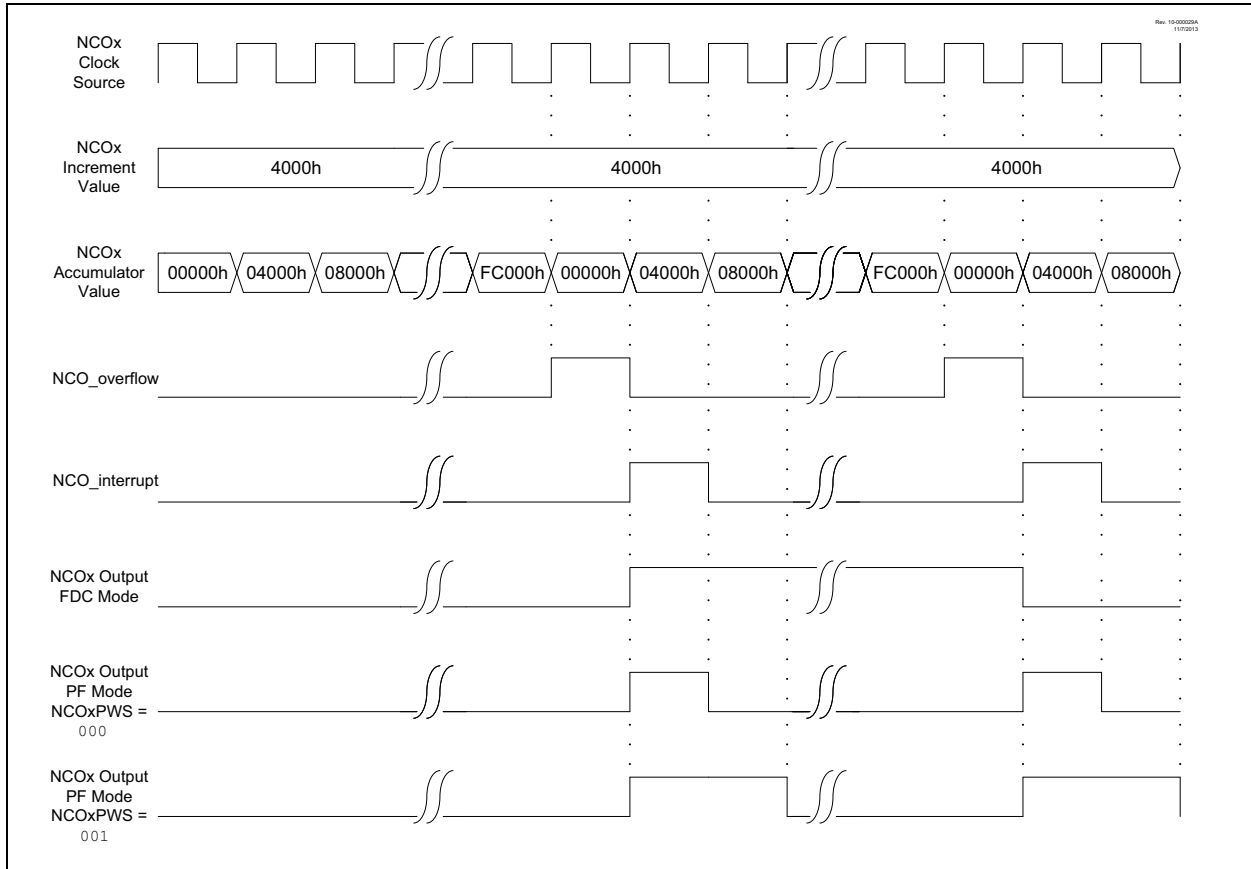 Rev. 10-000029A
11/7/2013
NCOx
Clock
Source
NCOx
Increment
Value
4000h 4000h 4000h
NCOx
Accumulator
Value
00000h 04000h 08000h FC000h 00000h 04000h 08000h FC000h 00000h 04000h 08000h
NCO_overflow
NCO_interrupt
NCOx Output
FDC Mode
NCOx Output
PF Mode
NCOxPWS =
000
NCOx Output
PF Mode
NCOxPWS =
001